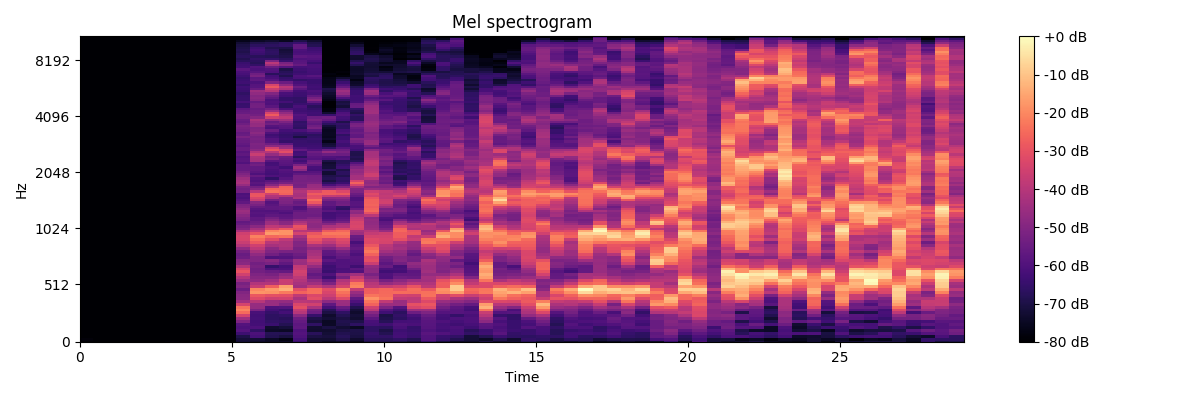 Mel spectrogram
Hz
8192
4096
2048
1024
512
0
0 5 10 15 20 25
Time
+0 dB
-10 dB
-20 dB
-30 dB
-40 dB
-50 dB
-60 dB
-70 dB
-80 dB